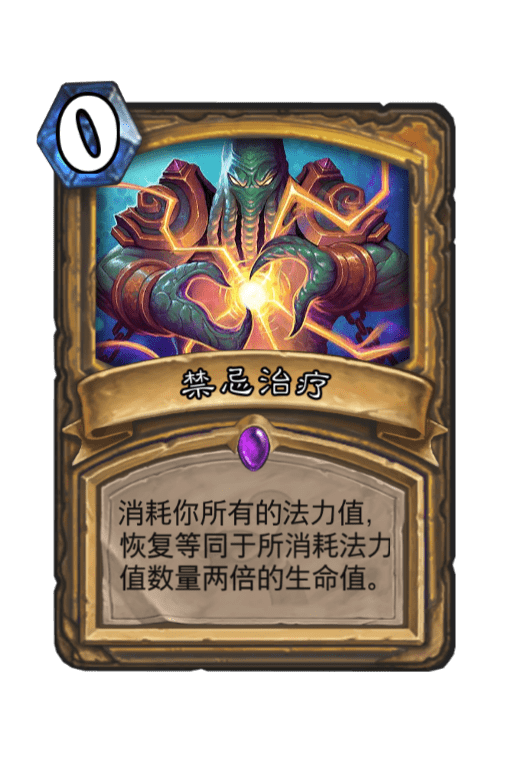 0
禁忌治疗
消耗你所有的法力值，
恢复等同于所消耗法力
值数量两倍的生命值。